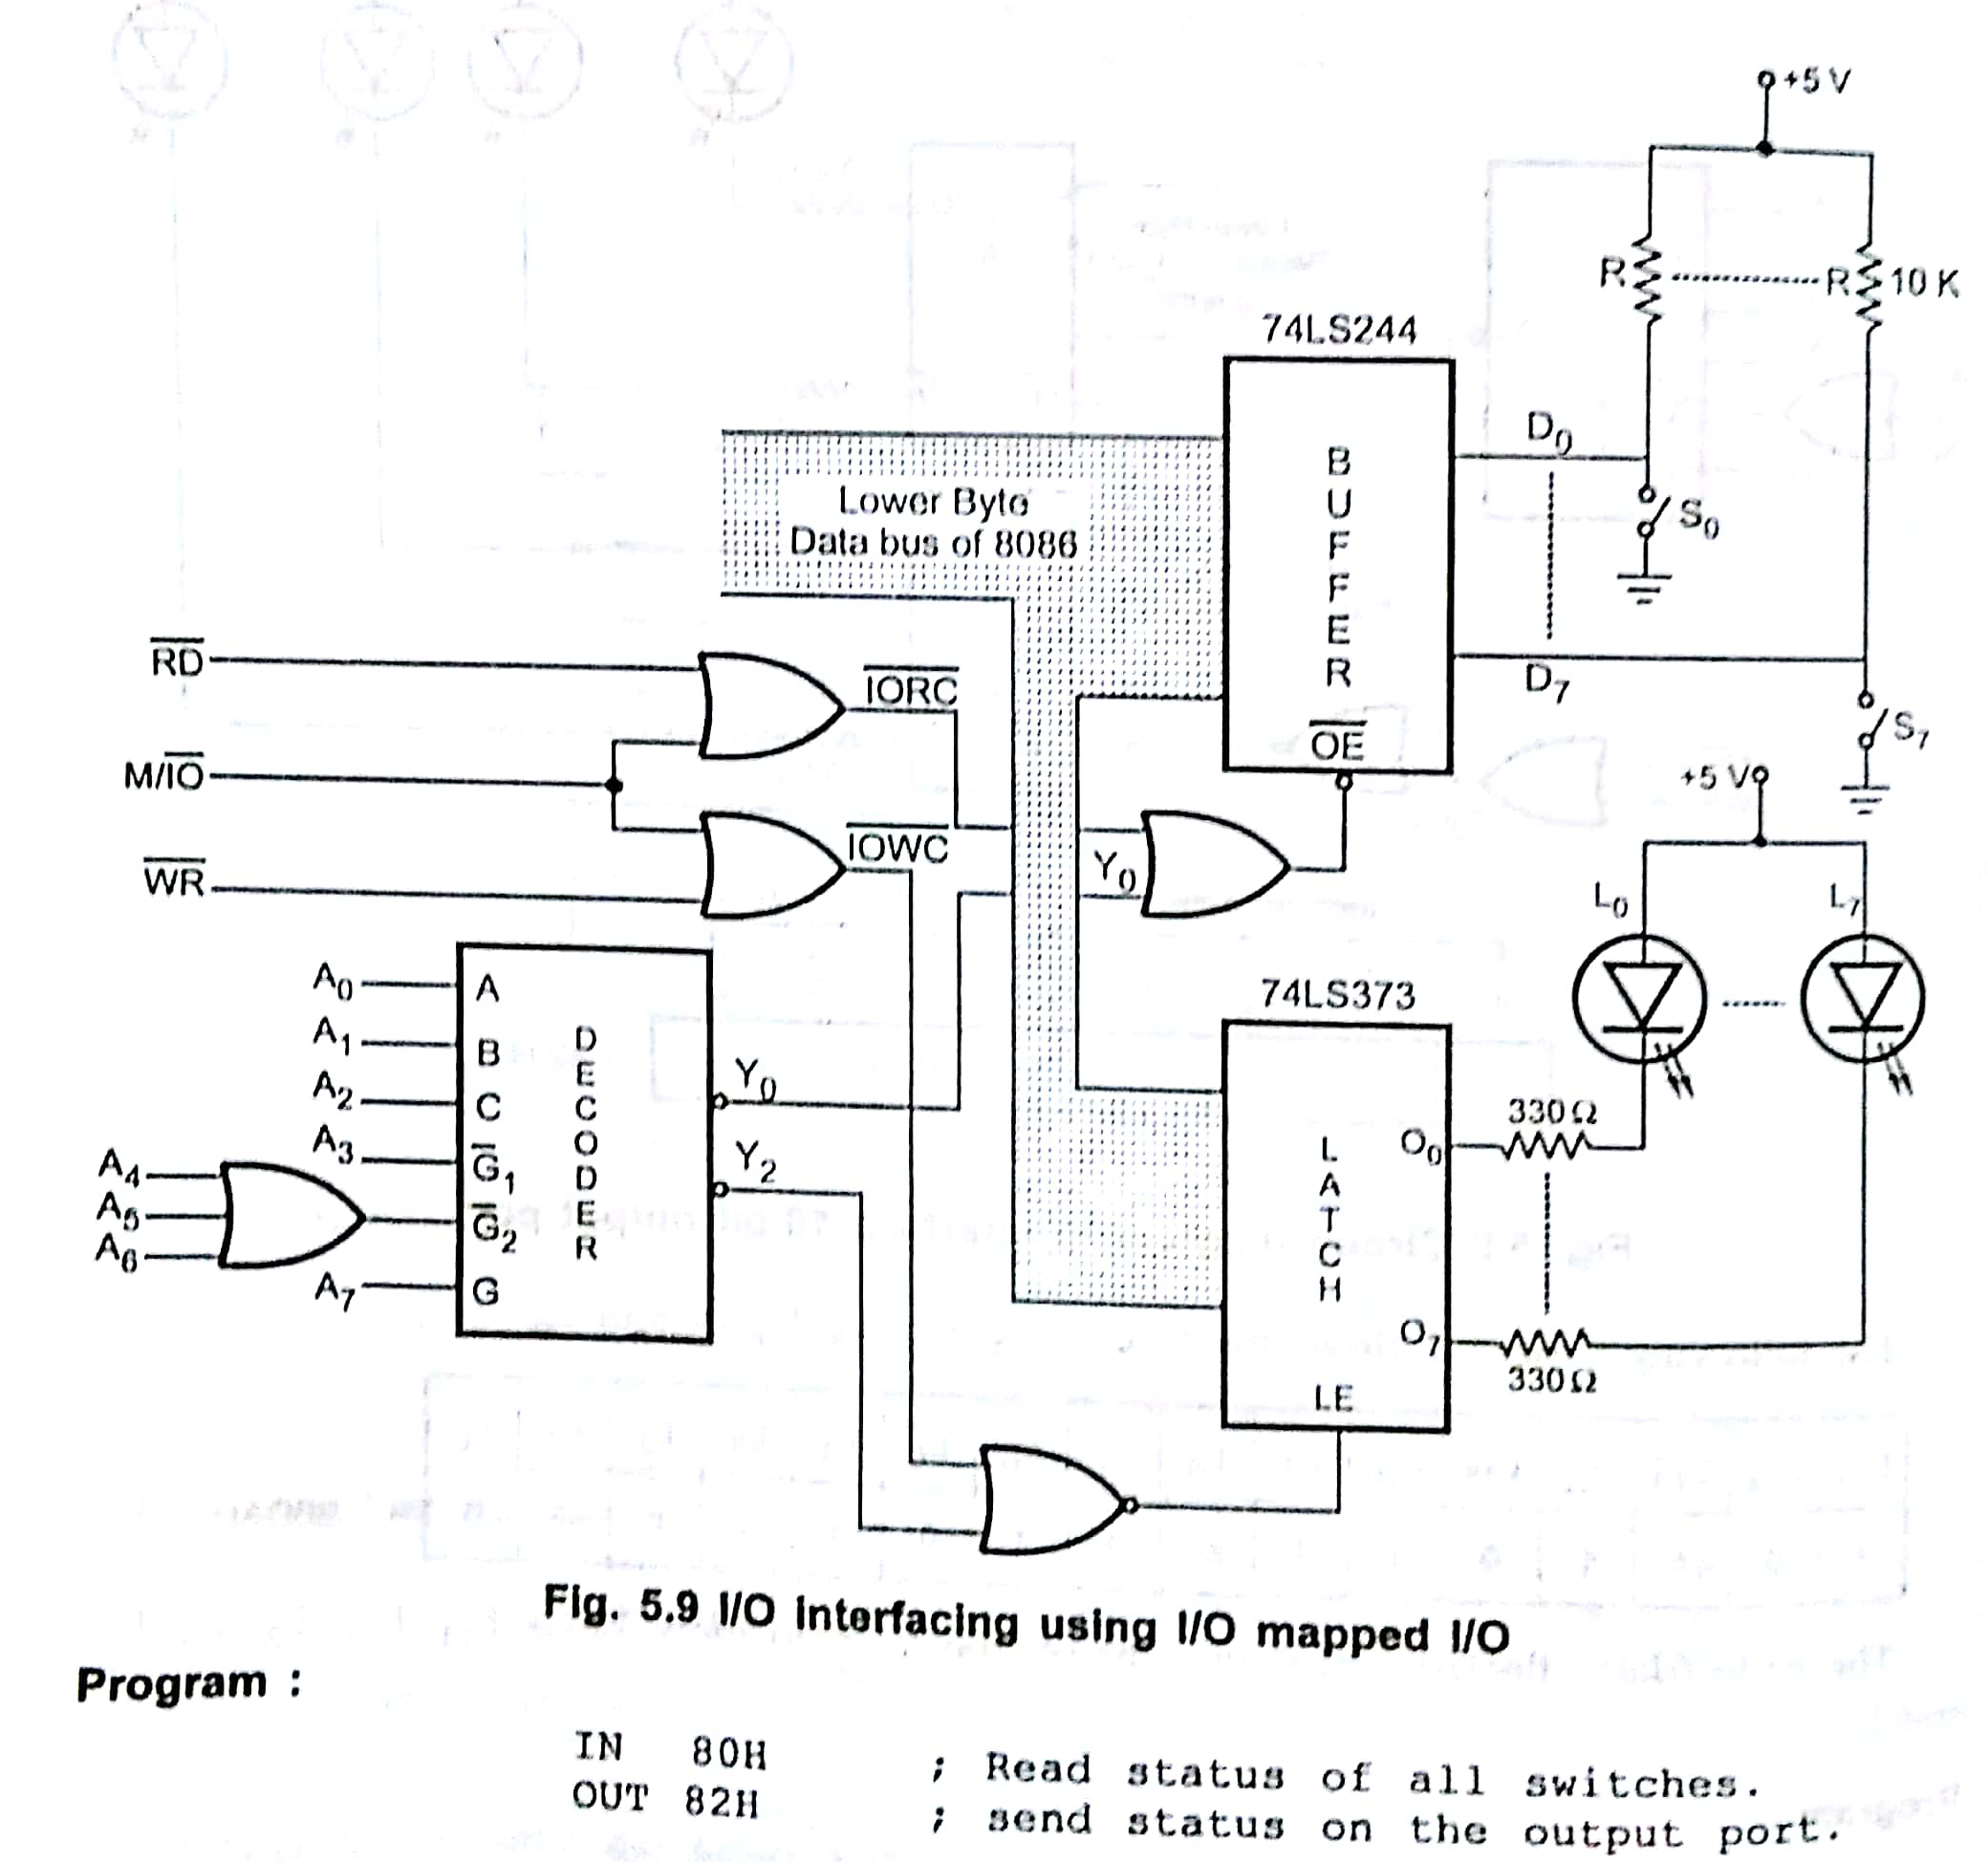 +5 V
R
R
10 K
74LS244
BUFFER
OE
D0
D7
S0
S7
Lower Byte
Data bus of 8086
RD
M/IO
WR
IORC
IOWC
Y0
+5 V
L0
L7
A0
A1
A2
A3
A4
A5
A6
A7
A
B
C
G1
G2
G
DECODER
Y0
Y2
74LS373
LATCH
O0
O7
LE
330Ω
330Ω
Fig. 5.9 I/O Interfacing using I/O mapped I/O
Program :
IN 80H ; Read status of all switches.
OUT 82H ; send status on the output port.